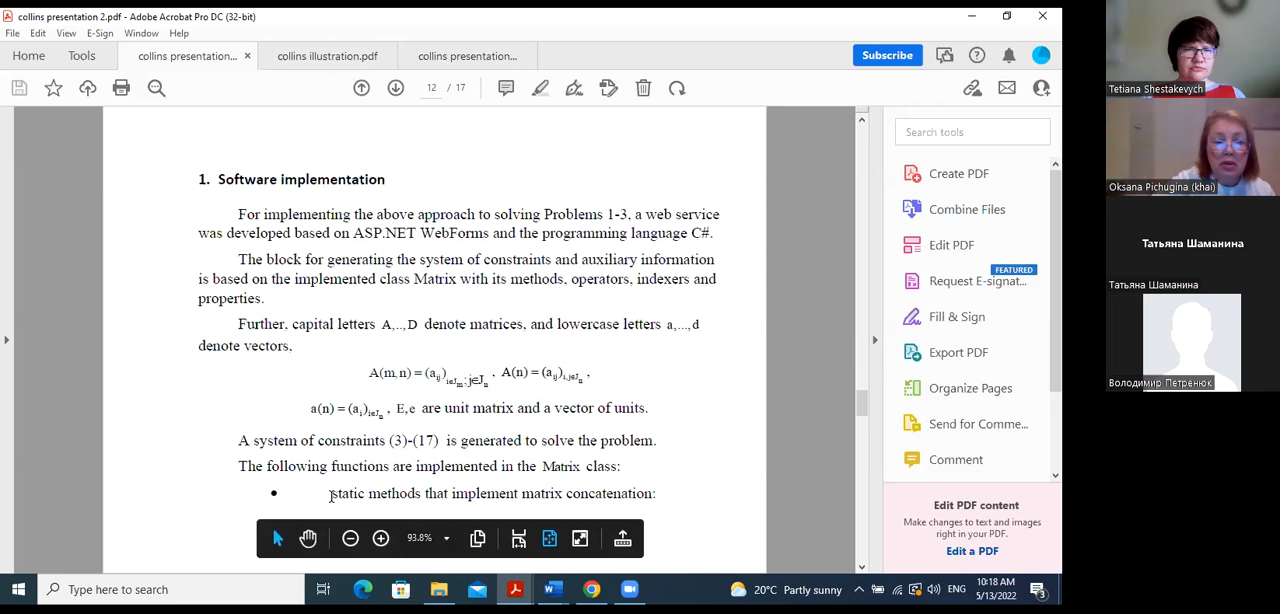 collins presentation 2.pdf - Adobe Acrobat Pro DC (32-bit)
File Edit View E-Sign Window Help
Home Tools collins presentation... × collins illustration.pdf collins presentation... Subscribe
12 / 17
1. Software implementation
For implementing the above approach to solving Problems 1-3, a web service
was developed based on ASP.NET WebForms and the programming language C#.
The block for generating the system of constraints and auxiliary information
is based on the implemented class Matrix with its methods, operators, indexers and
properties.
Further, capital letters A,..,D denote matrices, and lowercase letters a,...,d
denote vectors,
A(m,n) = (a_ij)_{i∈J_m; j∈J_n}, A(n) = (a_ij)_{i,j∈J_n},
a(n) = (a_i)_{i∈J_n}, E,e are unit matrix and a vector of units.
A system of constraints (3)-(17) is generated to solve the problem.
The following functions are implemented in the Matrix class:
• static methods that implement matrix concatenation:
93.8%
Search tools
Create PDF
Combine Files
Edit PDF
FEATURED
Request E-signat...
Fill & Sign
Export PDF
Organize Pages
Send for Comme...
Comment
Edit PDF content
Make changes to text and images
right in your PDF.
Edit a PDF
Type here to search
20°C Partly sunny
ENG
10:18 AM
5/13/2022
3
Tetiana Shestakevych
Oksana Pichugina (khai)
Татьяна Шаманина
Татьяна Шаманина
Володимир Петренюк